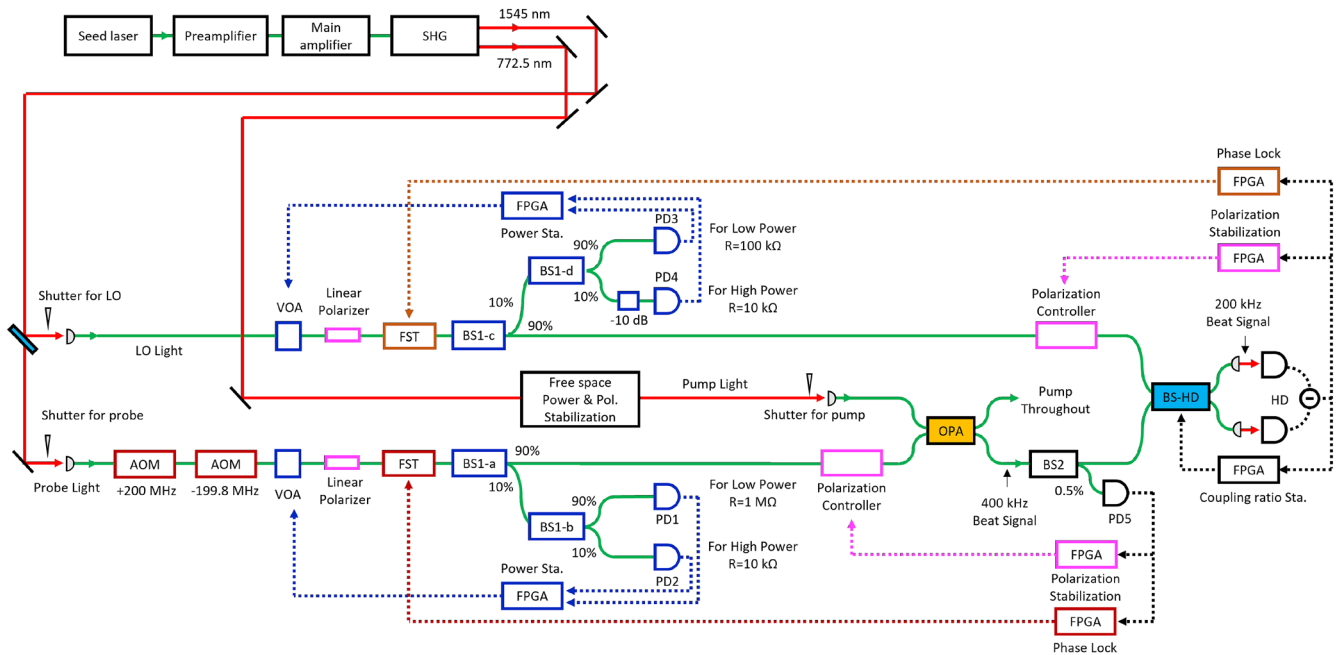 1545 nm
Seed laser
Preamplifier
Main
amplifier
SHG
772.5 nm
Phase Lock
FPGA
FPGA
Power Sta.
PD3
For Low Power
R=100 kΩ
Polarization
Stabilization
FPGA
90%
BS1-d
PD4
10%
-10 dB
For High Power
R=10 kΩ
Shutter for LO
VOA
Linear
Polarizer
10%
Polarization
Controller
200 kHz
Beat Signal
LO Light
FST
BS1-c
90%
Free space
Power & Pol.
Stabilization
Pump Light
Shutter for pump
Pump
Throughout
BS-HD
HD
Shutter for probe
OPA
Probe Light
AOM
+200 MHz
AOM
-199.8 MHz
VOA
Linear
Polarizer
FST
BS1-a
90%
10%
Polarization
Controller
BS2
0.5%
400 kHz
Beat Signal
PD5
FPGA
Coupling ratio Sta.
90%
BS1-b
10%
PD1
For Low Power
R=1 MΩ
PD2
For High Power
R=10 kΩ
Power Sta.
FPGA
FPGA
Polarization
Stabilization
FPGA
Phase Lock